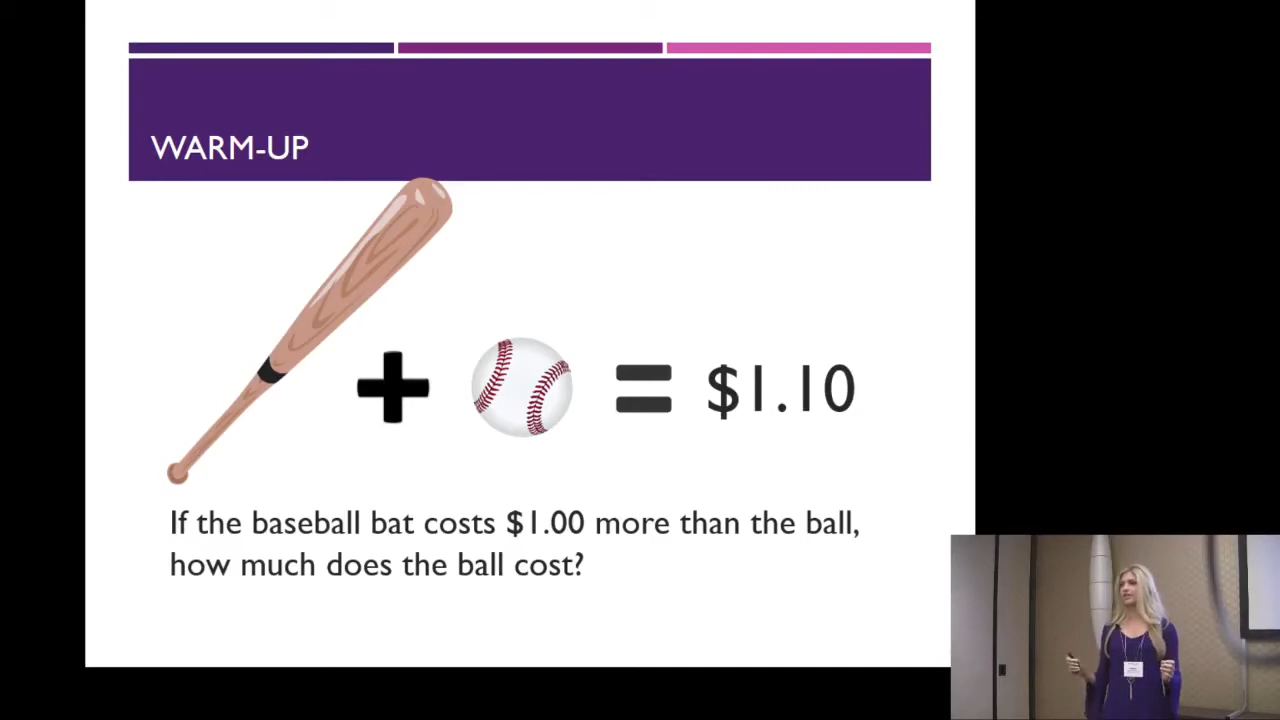 WARM-UP
$1.10
If the baseball bat costs $1.00 more than the ball,
how much does the ball cost?